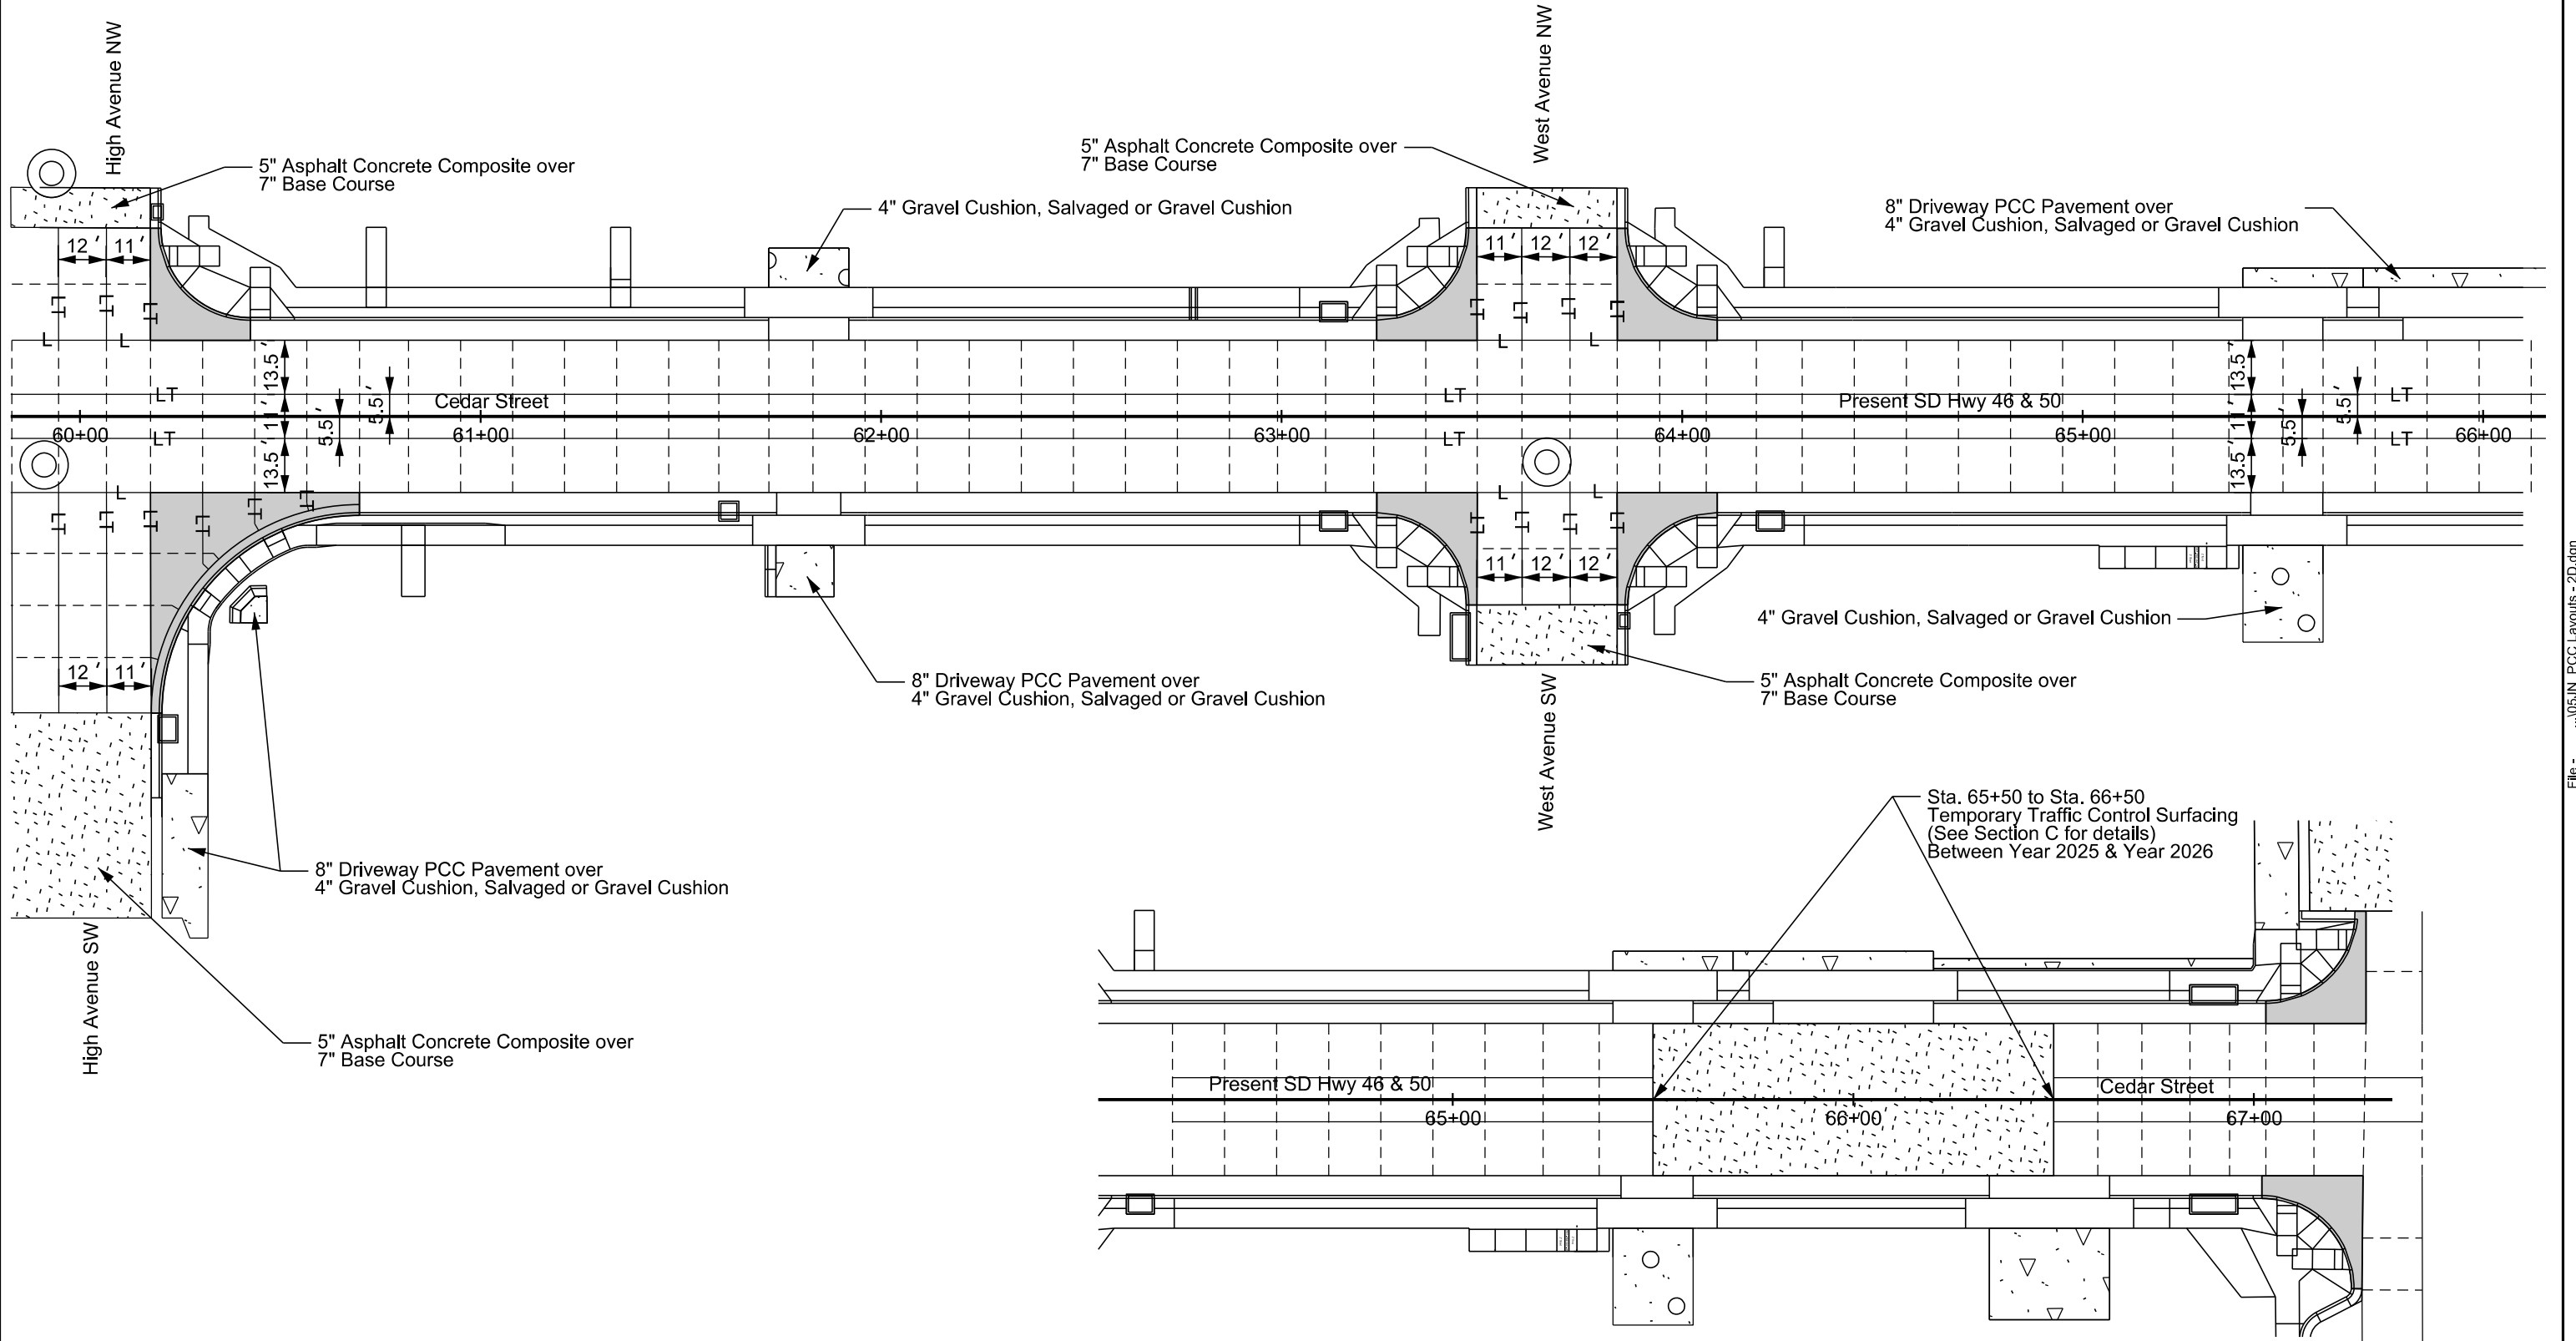 High Avenue NW
West Avenue NW
5" Asphalt Concrete Composite over
7" Base Course
5" Asphalt Concrete Composite over
7" Base Course
4" Gravel Cushion, Salvaged or Gravel Cushion
8" Driveway PCC Pavement over
4" Gravel Cushion, Salvaged or Gravel Cushion
12' 11'
11' 12' 12'
L L L L
13.5' 13.5'
LT LT LT
5.5' 5.5'
Cedar Street
Present SD Hwy 46 & 50
11' 11'
5.5' 5.5'
60+00 61+00 62+00 63+00 64+00 65+00 66+00
LT LT LT
13.5' 13.5'
L L L
11' 12' 12'
4" Gravel Cushion, Salvaged or Gravel Cushion
12' 11'
8" Driveway PCC Pavement over
4" Gravel Cushion, Salvaged or Gravel Cushion
5" Asphalt Concrete Composite over
7" Base Course
West Avenue SW
8" Driveway PCC Pavement over
4" Gravel Cushion, Salvaged or Gravel Cushion
High Avenue SW
5" Asphalt Concrete Composite over
7" Base Course
Sta. 65+50 to Sta. 66+50
Temporary Traffic Control Surfacing
(See Section C for details)
Between Year 2025 & Year 2026
Present SD Hwy 46 & 50
Cedar Street
65+00 66+00 67+00
File - ...\05JN_PCC Layouts - 2D.dgn